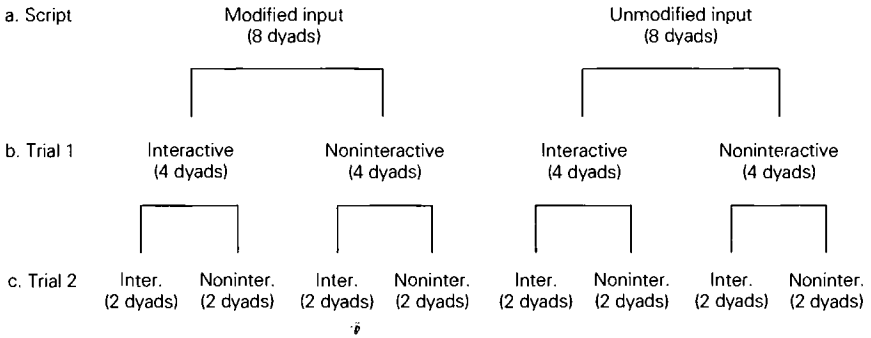 a. Script Modified input Unmodified input
(8 dyads) (8 dyads)
b. Trial 1 Interactive Noninteractive Interactive Noninteractive
(4 dyads) (4 dyads) (4 dyads) (4 dyads)
c. Trial 2 Inter. Noninter. Inter. Noninter. Inter. Noninter. Inter. Noninter.
(2 dyads) (2 dyads) (2 dyads) (2 dyads) (2 dyads) (2 dyads) (2 dyads) (2 dyads)